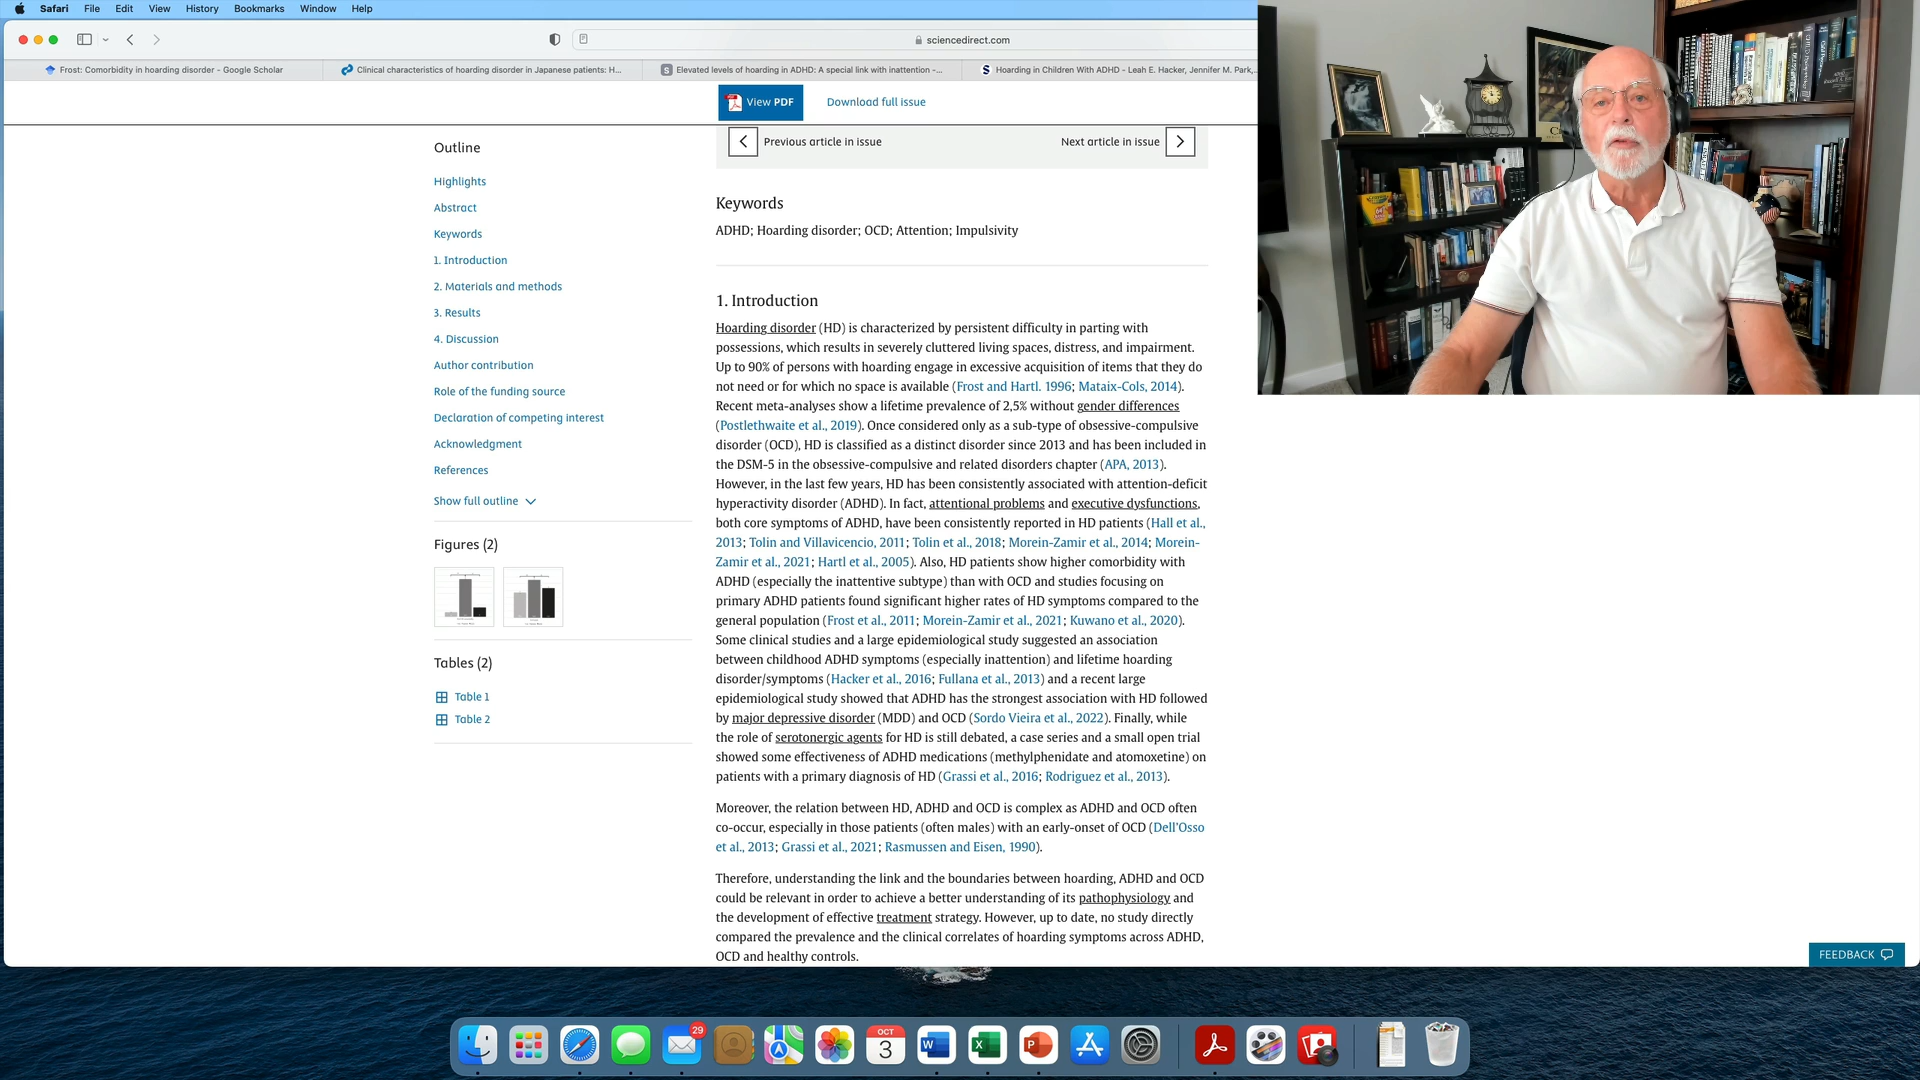 Safari File Edit View History Bookmarks Window Help
sciencedirect.com
Frost: Comorbidity in hoarding disorder - Google Scholar
Clinical characteristics of hoarding disorder in Japanese patients: H...
Elevated levels of hoarding in ADHD: A special link with inattention -...
Hoarding in Children With ADHD - Leah E. Hacker, Jennifer M. Park,...
View PDF
Download full issue
Previous article in issue
Next article in issue
Outline
Highlights
Abstract
Keywords
1. Introduction
2. Materials and methods
3. Results
4. Discussion
Author contribution
Role of the funding source
Declaration of competing interest
Acknowledgment
References
Show full outline
Figures (2)
Tables (2)
Table 1
Table 2
Keywords
ADHD; Hoarding disorder; OCD; Attention; Impulsivity
1. Introduction
Hoarding disorder (HD) is characterized by persistent difficulty in parting with
possessions, which results in severely cluttered living spaces, distress, and impairment.
Up to 90% of persons with hoarding engage in excessive acquisition of items that they do
not need or for which no space is available (Frost and Hartl. 1996; Mataix-Cols, 2014).
Recent meta-analyses show a lifetime prevalence of 2,5% without gender differences
(Postlethwaite et al., 2019). Once considered only as a sub-type of obsessive-compulsive
disorder (OCD), HD is classified as a distinct disorder since 2013 and has been included in
the DSM-5 in the obsessive-compulsive and related disorders chapter (APA, 2013).
However, in the last few years, HD has been consistently associated with attention-deficit
hyperactivity disorder (ADHD). In fact, attentional problems and executive dysfunctions,
both core symptoms of ADHD, have been consistently reported in HD patients (Hall et al.,
2013; Tolin and Villavicencio, 2011; Tolin et al., 2018; Morein-Zamir et al., 2014; Morein-
Zamir et al., 2021; Hartl et al., 2005). Also, HD patients show higher comorbidity with
ADHD (especially the inattentive subtype) than with OCD and studies focusing on
primary ADHD patients found significant higher rates of HD symptoms compared to the
general population (Frost et al., 2011; Morein-Zamir et al., 2021; Kuwano et al., 2020).
Some clinical studies and a large epidemiological study suggested an association
between childhood ADHD symptoms (especially inattention) and lifetime hoarding
disorder/symptoms (Hacker et al., 2016; Fullana et al., 2013) and a recent large
epidemiological study showed that ADHD has the strongest association with HD followed
by major depressive disorder (MDD) and OCD (Sordo Vieira et al., 2022). Finally, while
the role of serotonergic agents for HD is still debated, a case series and a small open trial
showed some effectiveness of ADHD medications (methylphenidate and atomoxetine) on
patients with a primary diagnosis of HD (Grassi et al., 2016; Rodriguez et al., 2013).
Moreover, the relation between HD, ADHD and OCD is complex as ADHD and OCD often
co-occur, especially in those patients (often males) with an early-onset of OCD (Dell'Osso
et al., 2013; Grassi et al., 2021; Rasmussen and Eisen, 1990).
Therefore, understanding the link and the boundaries between hoarding, ADHD and OCD
could be relevant in order to achieve a better understanding of its pathophysiology and
the development of effective treatment strategy. However, up to date, no study directly
compared the prevalence and the clinical correlates of hoarding symptoms across ADHD,
OCD and healthy controls.
FEEDBACK
29
OCT
3